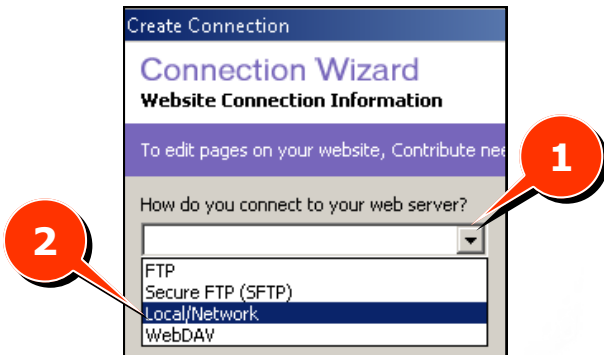 Create Connection
Connection Wizard
Website Connection Information
To edit pages on your website, Contribute
1
How do you connect to your web server?
2
FTP
Secure FTP (SFTP)
Local/Network
WebDAV